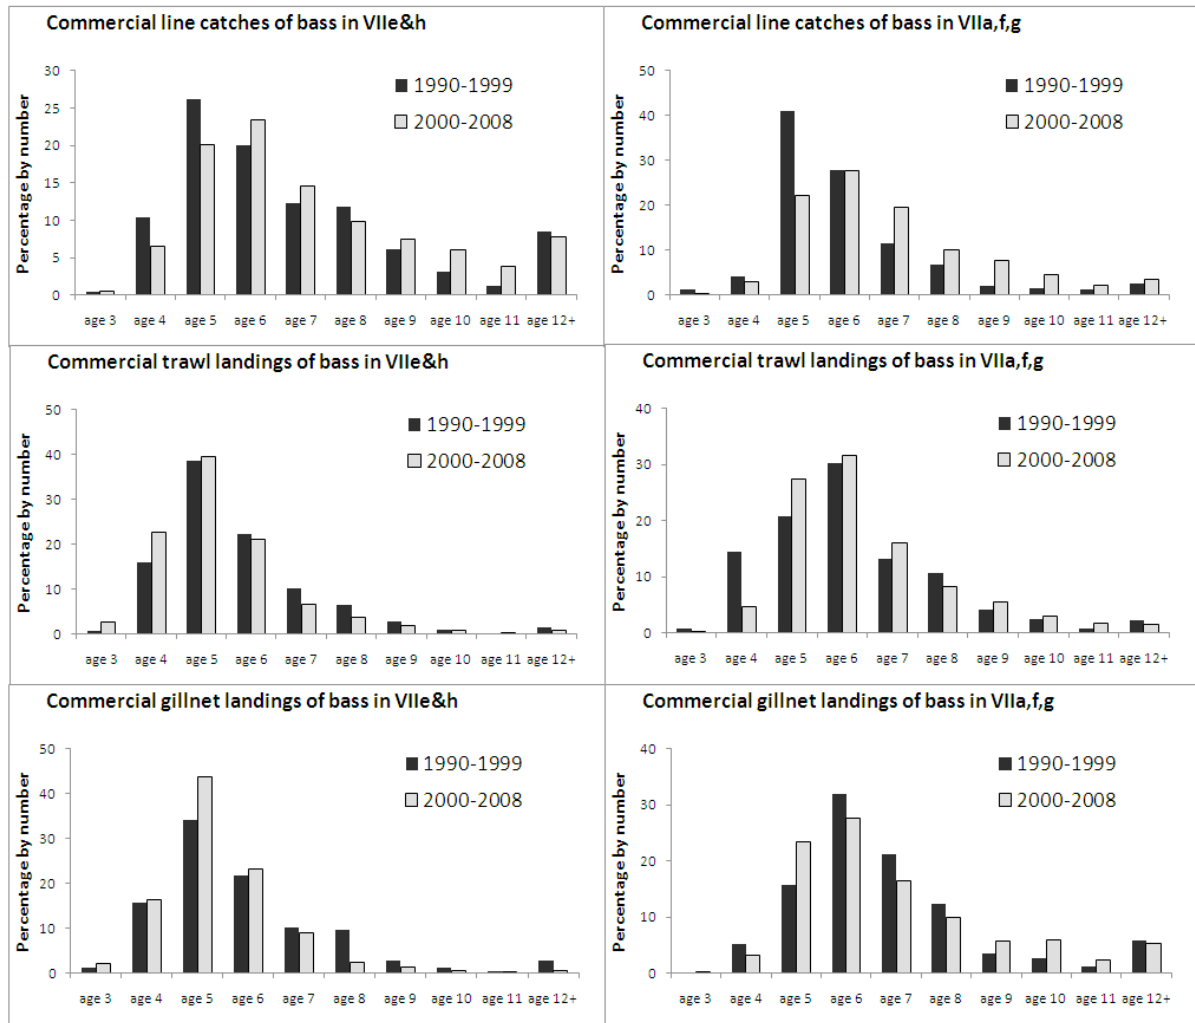 Commercial line catches of bass in VIIe&h
Percentage by number
30
25
20
15
10
5
0
1990-1999
2000-2008
age 3 age 4 age 5 age 6 age 7 age 8 age 9 age 10 age 11 age 12+
Commercial line catches of bass in VIIa,f,g
Percentage by number
50
40
30
20
10
0
1990-1999
2000-2008
age 3 age 4 age 5 age 6 age 7 age 8 age 9 age 10 age 11 age 12+
Commercial trawl landings of bass in VIIe&h
Percentage by number
50
40
30
20
10
0
1990-1999
2000-2008
age 3 age 4 age 5 age 6 age 7 age 8 age 9 age 10 age 11 age 12+
Commercial trawl landings of bass in VIIa,f,g
Percentage by number
40
30
20
10
0
1990-1999
2000-2008
age 3 age 4 age 5 age 6 age 7 age 8 age 9 age 10 age 11 age 12+
Commercial gillnet landings of bass in VIIe&h
Percentage by number
50
40
30
20
10
0
1990-1999
2000-2008
age 3 age 4 age 5 age 6 age 7 age 8 age 9 age 10 age 11 age 12+
Commercial gillnet landings of bass in VIIa,f,g
Percentage by number
40
30
20
10
0
1990-1999
2000-2008
age 3 age 4 age 5 age 6 age 7 age 8 age 9 age 10 age 11 age 12+